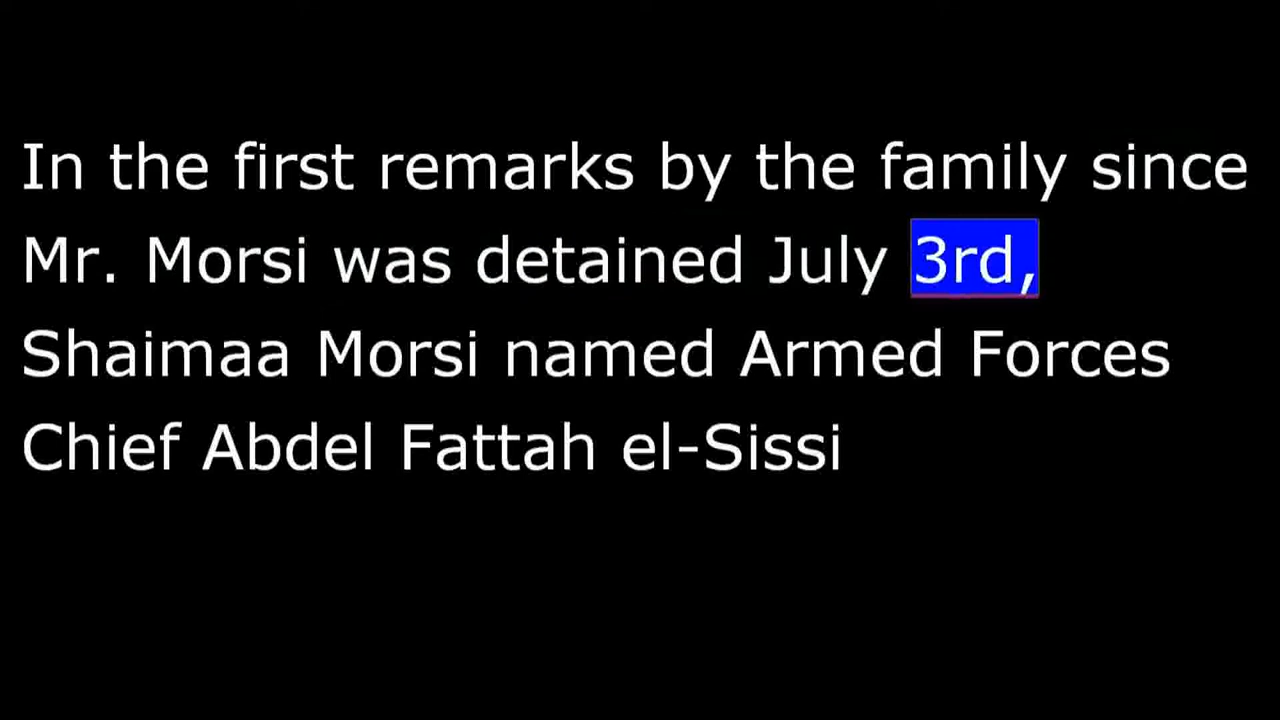 In the first remarks by the family since
Mr. Morsi was detained July 3rd,
Shaimaa Morsi named Armed Forces
Chief Abdel Fattah el-Sissi